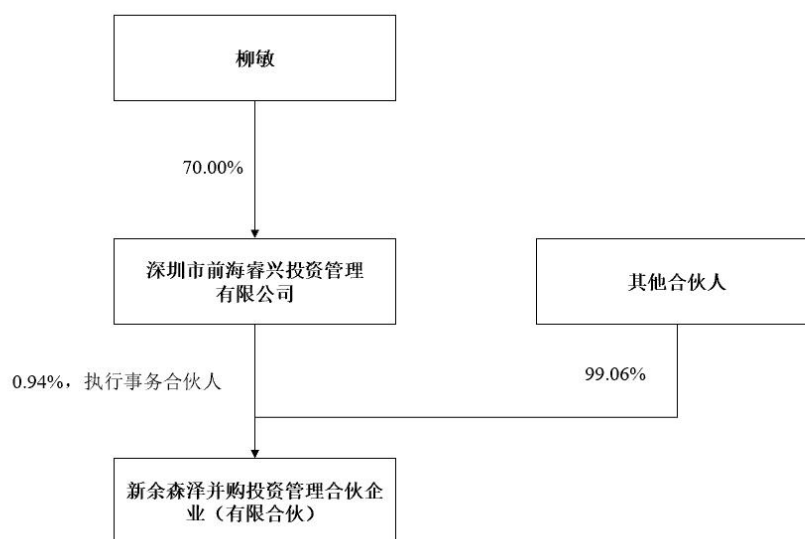 柳敏
70.00%
深圳市前海睿兴投资管理
有限公司
其他合伙人
0.94%，执行事务合伙人
99.06%
新余森泽并购投资管理合伙企
业（有限合伙）